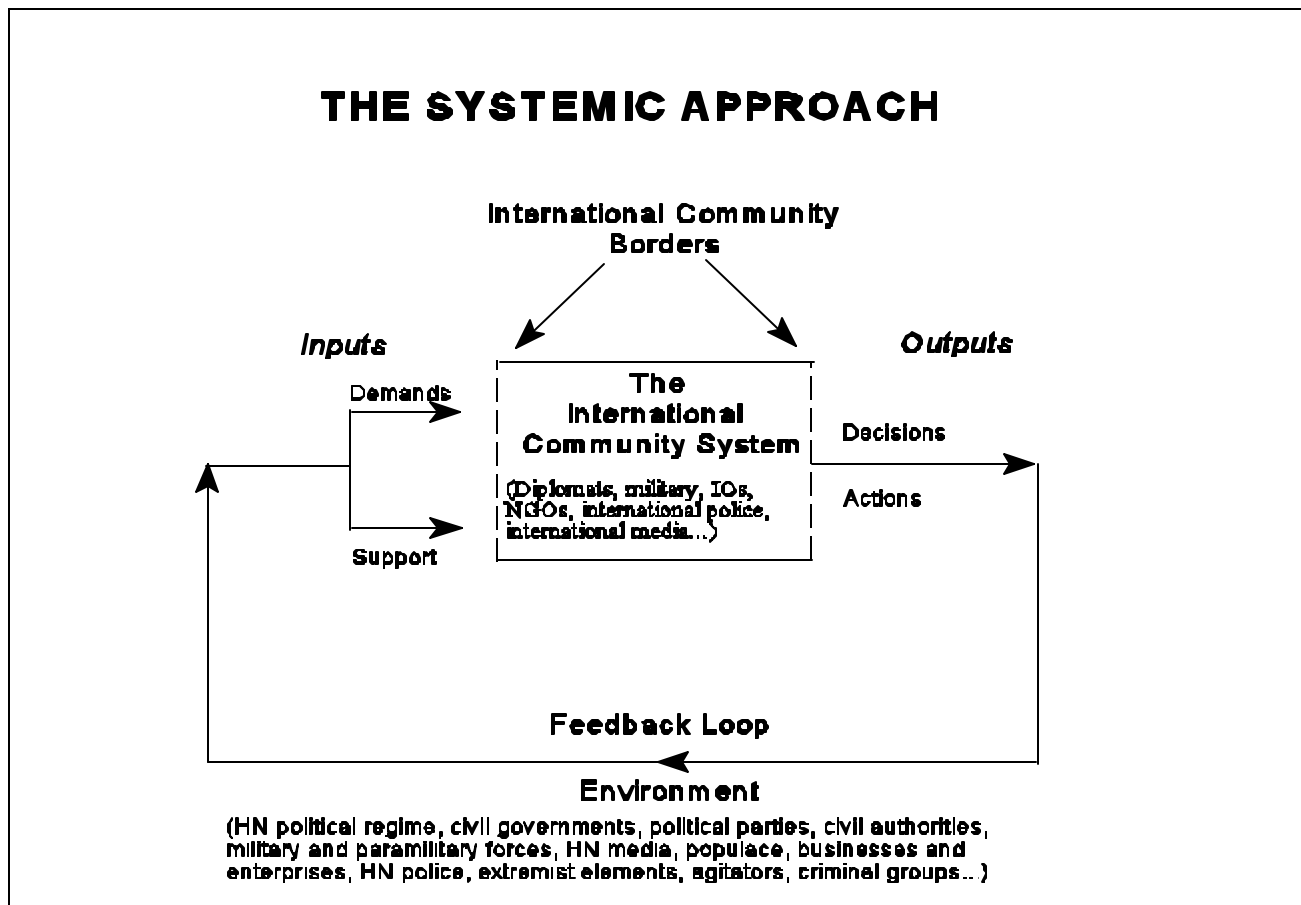 THE SYSTEMIC APPROACH
International Community
Borders
Inputs
Outputs
Demands
The
International
Community System
Decisions
(Diplomats, military, IOs,
NGOs, international police,
international media...)
Actions
Support
Feedback Loop
Environment
(HN political regime, civil governments, political parties, civil authorities,
military and paramilitary forces, HN media, populace, businesses and
enterprises, HN police, extremist elements, agitators, criminal groups...)